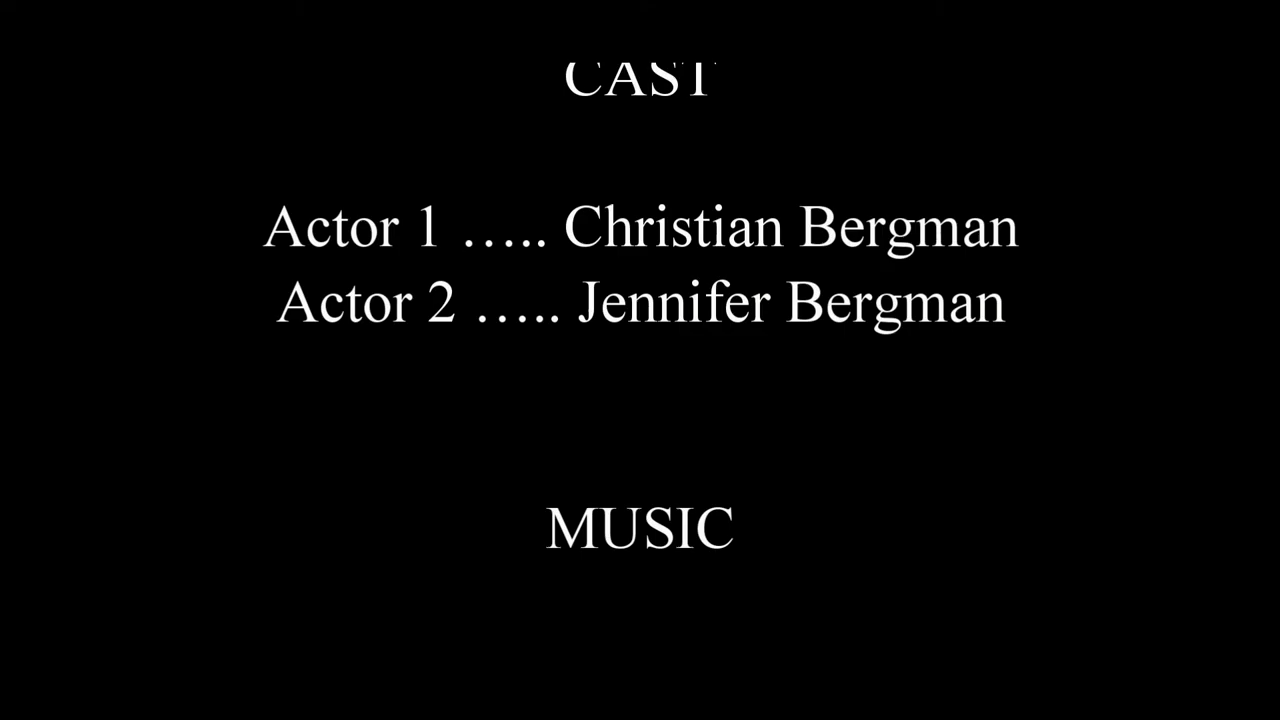 CAST
Actor 1 ….. Christian Bergman
Actor 2 ….. Jennifer Bergman
MUSIC